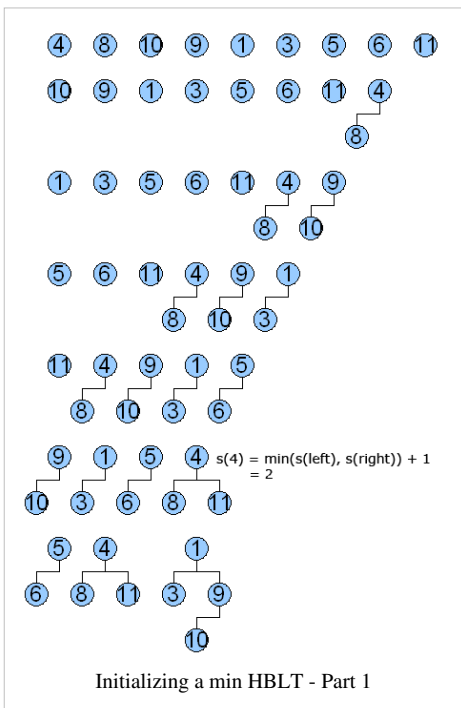 4 8 10 9 1 3 5 6 11
10 9 1 3 5 6 11 4
8
1 3 5 6 11 4 9
8 10
5 6 11 4 9 1
8 10 3
11 4 9 1 5
8 10 3 6
9 1 5 4 s(4) = min(s(left), s(right)) + 1
= 2
10 3 6 8 11
5 4 1
6 8 11 3 9
10
Initializing a min HBLT - Part 1